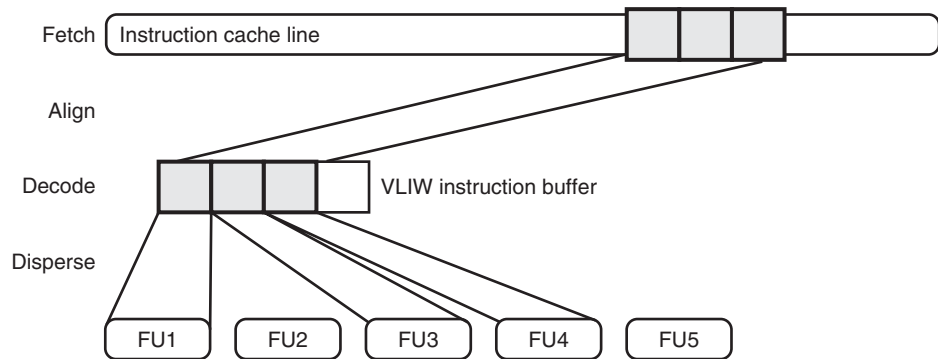 Fetch Instruction cache line
Align
Decode VLIW instruction buffer
Disperse
FU1 FU2 FU3 FU4 FU5